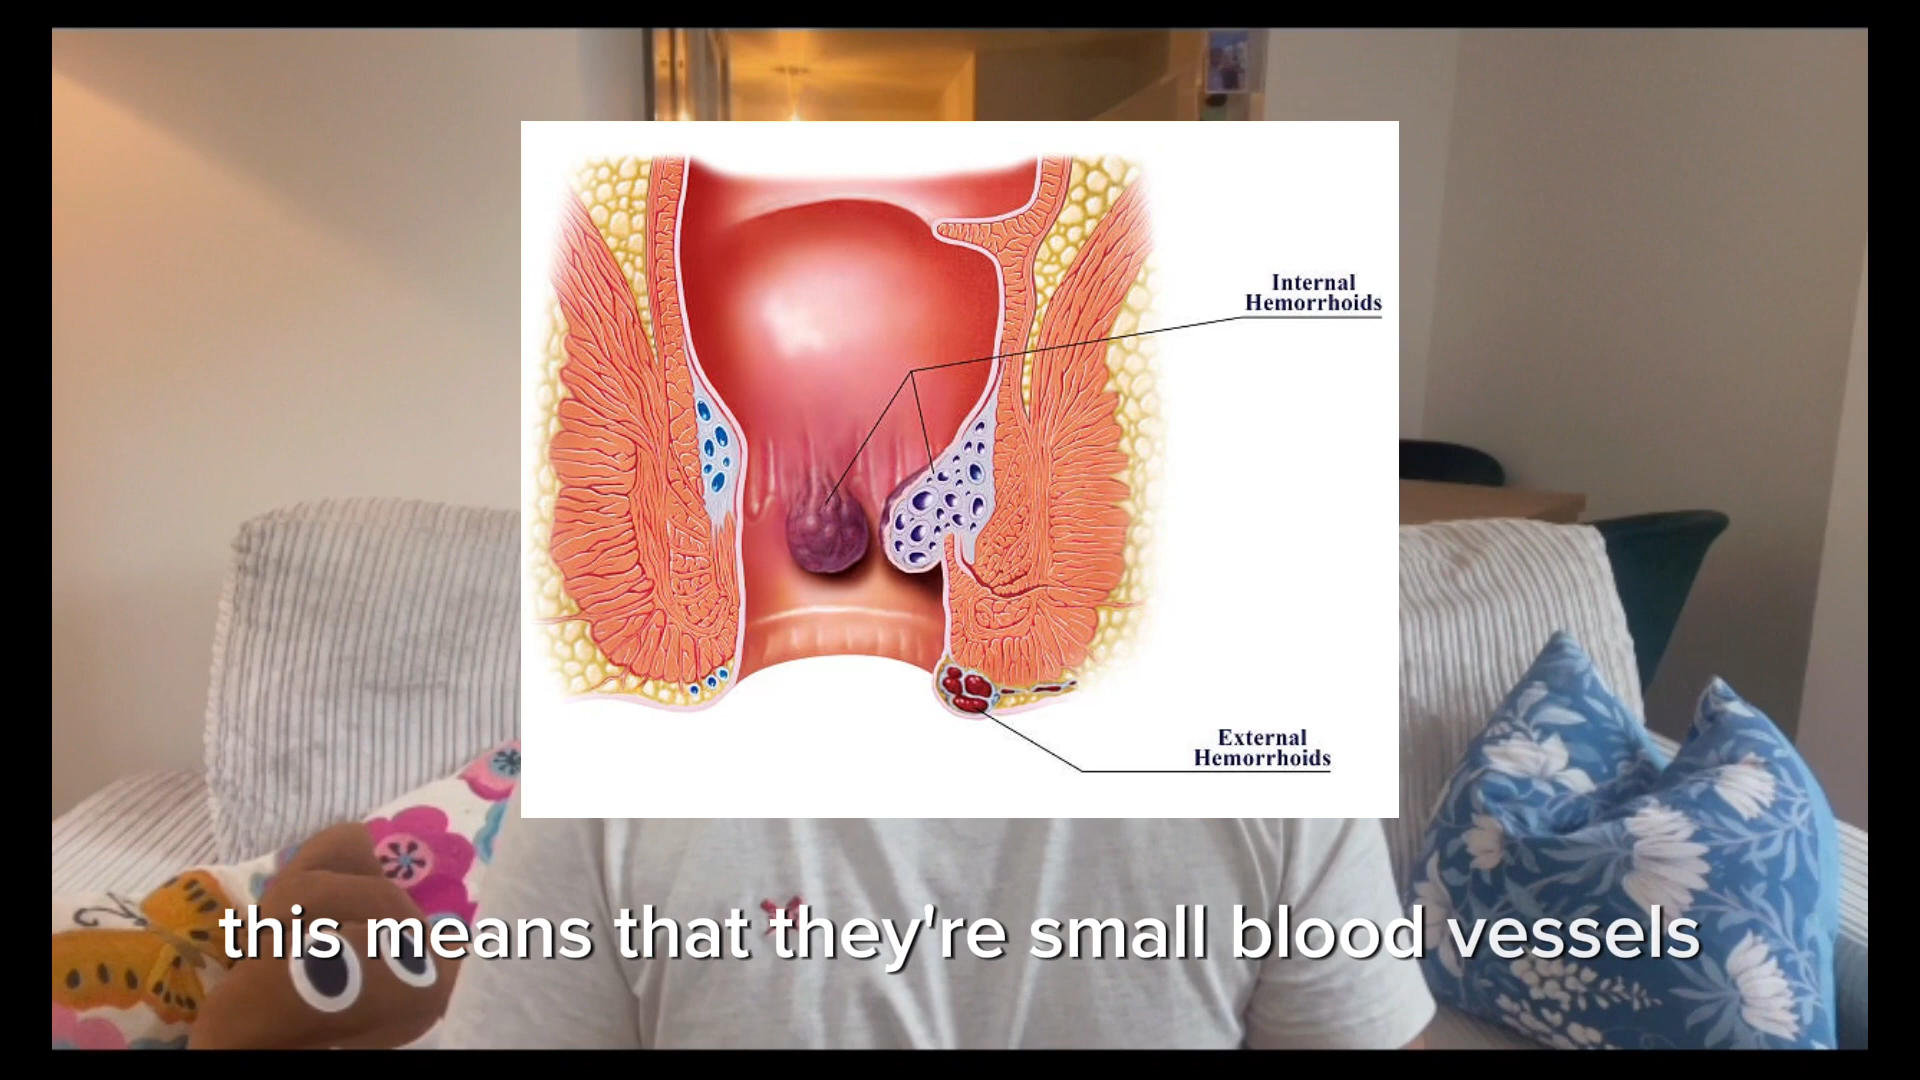 Internal
Hemorrhoids
External
Hemorrhoids
this means that they're small blood vessels